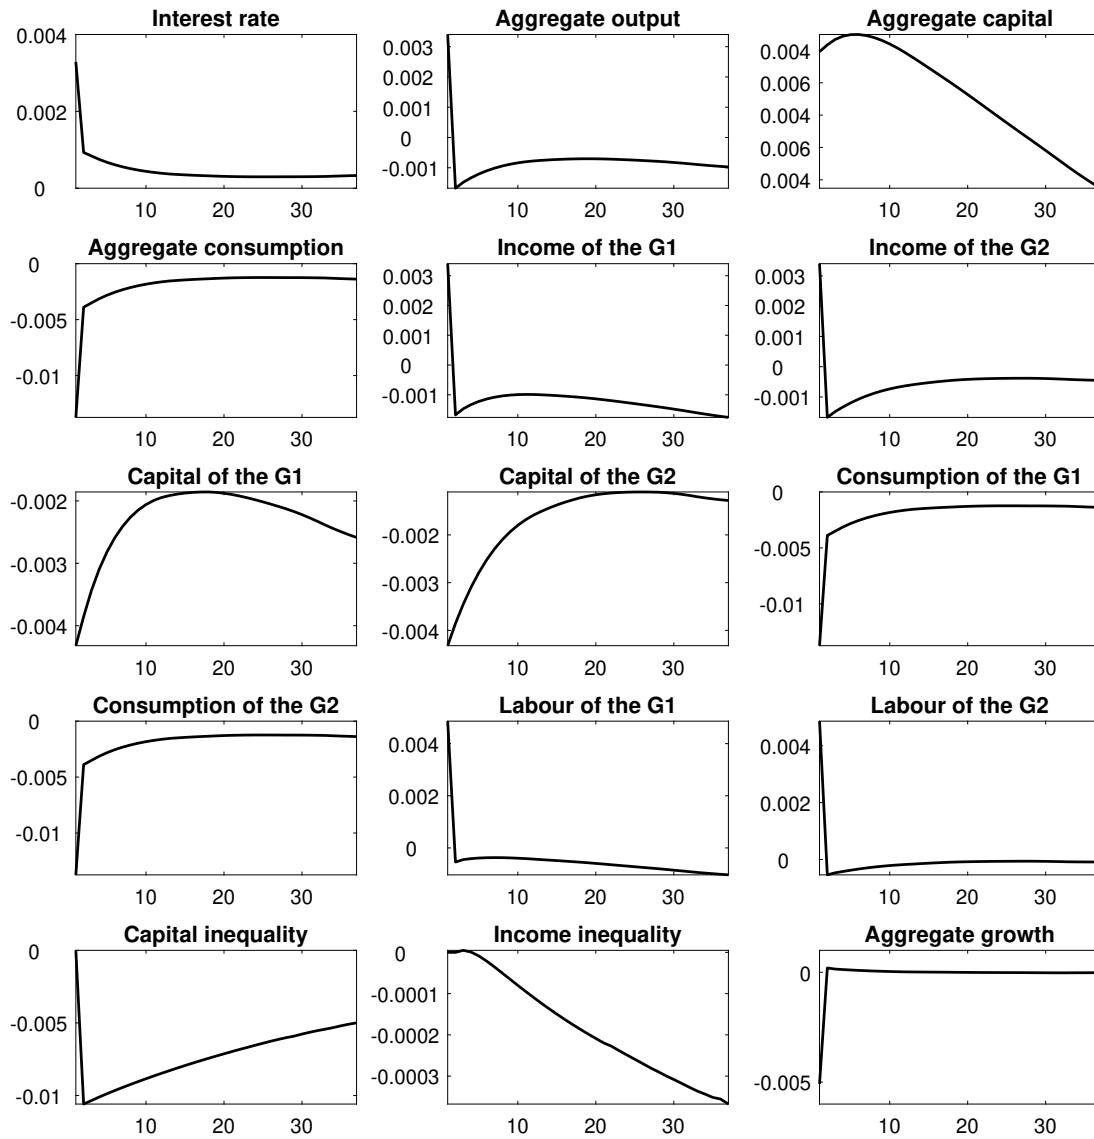 Interest rate
0.004
0.002
0
10 20 30
Aggregate output
0.003
0.002
0.001
0
-0.001
10 20 30
Aggregate capital
0.004
0.006
0.004
0.006
0.004
10 20 30
Aggregate consumption
0
-0.005
-0.01
10 20 30
Income of the G1
0.003
0.002
0.001
0
-0.001
10 20 30
Income of the G2
0.003
0.002
0.001
0
-0.001
10 20 30
Capital of the G1
-0.002
-0.003
-0.004
10 20 30
Capital of the G2
-0.002
-0.003
-0.004
10 20 30
Consumption of the G1
0
-0.005
-0.01
10 20 30
Consumption of the G2
0
-0.005
-0.01
10 20 30
Labour of the G1
0.004
0.002
0
10 20 30
Labour of the G2
0.004
0.002
0
10 20 30
Capital inequality
0
-0.005
-0.01
10 20 30
Income inequality
0
-0.0001
-0.0002
-0.0003
10 20 30
Aggregate growth
0
-0.005
10 20 30